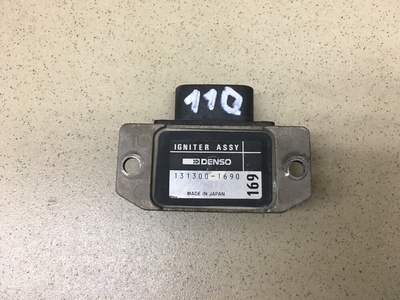 110
IGNITER ASSY
DENSO
131300-1690
169
MADE IN JAPAN